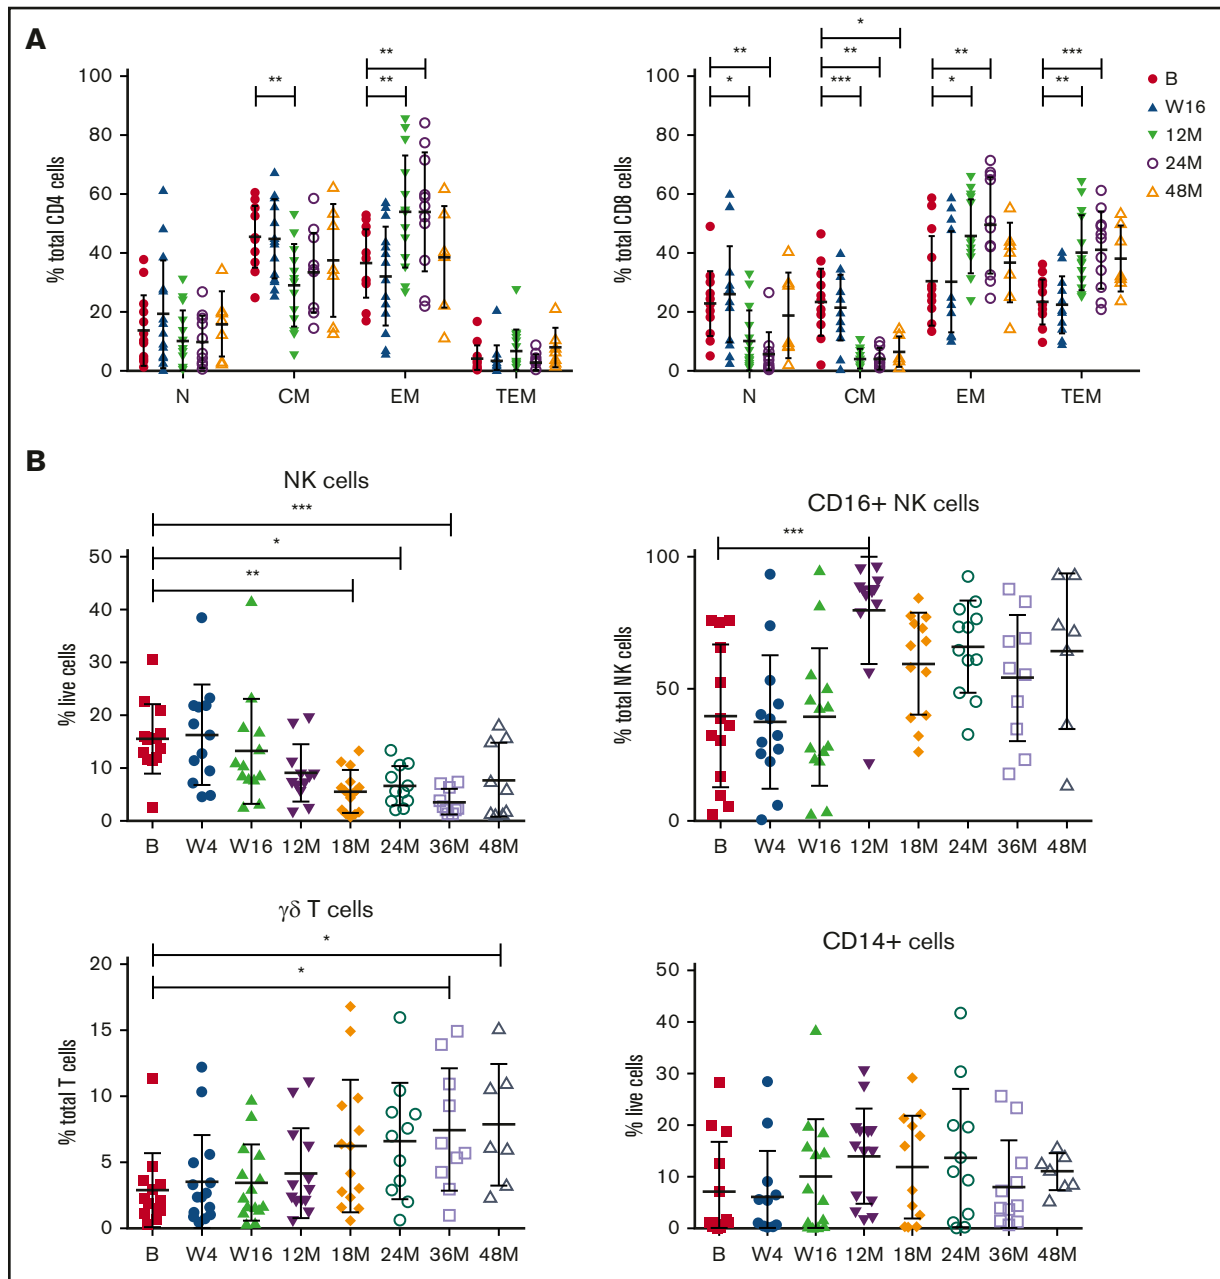 A
** ** **
100 80 60 40 20 0
% total CD4 cells
N CM EM TEM
* ** ** ** *** * ** * *** **
100 80 60 40 20 0
% total CD8 cells
N CM EM TEM
B
W16
12M
24M
48M
B
NK cells
***
*
**
50 40 30 20 10 0
% live cells
B W4 W16 12M 18M 24M 36M 48M
CD16+ NK cells
***
100 50 0
% total NK cells
B W4 W16 12M 18M 24M 36M 48M
γδ T cells
*
*
20 15 10 5 0
% total T cells
B W4 W16 12M 18M 24M 36M 48M
CD14+ cells
50 40 30 20 10 0
% live cells
B W4 W16 12M 18M 24M 36M 48M